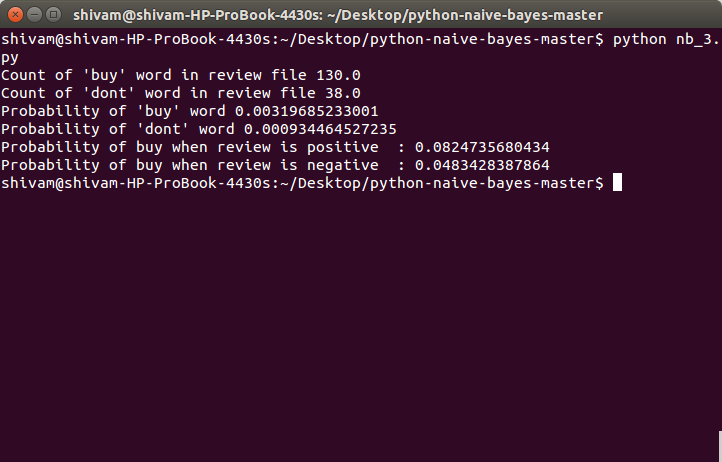 shivam@shivam-HP-ProBook-4430s: ~/Desktop/python-naive-bayes-master
shivam@shivam-HP-ProBook-4430s:~/Desktop/python-naive-bayes-master$ python nb_3.
py
Count of 'buy' word in review file 130.0
Count of 'dont' word in review file 38.0
Probability of 'buy' word 0.00319685233001
Probability of 'dont' word 0.000934464527235
Probability of buy when review is positive  : 0.0824735680434
Probability of buy when review is negative  : 0.0483428387864
shivam@shivam-HP-ProBook-4430s:~/Desktop/python-naive-bayes-master$